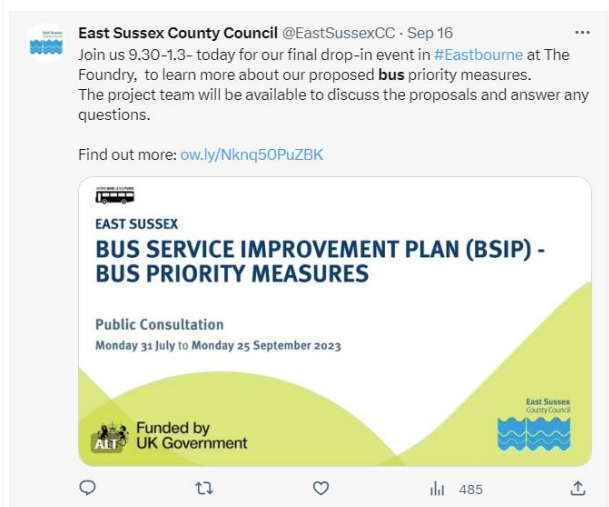 East Sussex County Council @EastSussexCC · Sep 16
Join us 9.30-1.3- today for our final drop-in event in #Eastbourne at The
Foundry, to learn more about our proposed bus priority measures.
The project team will be available to discuss the proposals and answer any
questions.
Find out more: ow.ly/Nknq50PuZBK
EAST SUSSEX
BUS SERVICE IMPROVEMENT PLAN (BSIP) -
BUS PRIORITY MEASURES
Public Consultation
Monday 31 July to Monday 25 September 2023
East Sussex
County Council
Funded by
UK Government
ALT
485